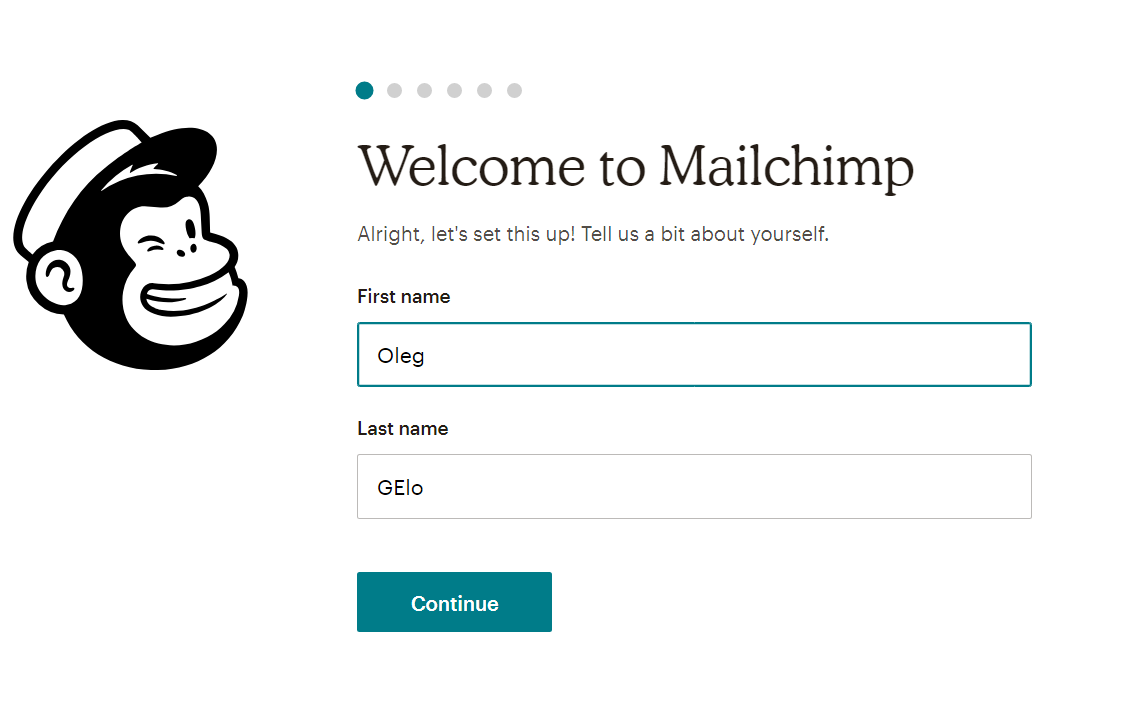 Welcome to Mailchimp
Alright, let's set this up! Tell us a bit about yourself.
First name
Oleg
Last name
GElo
Continue